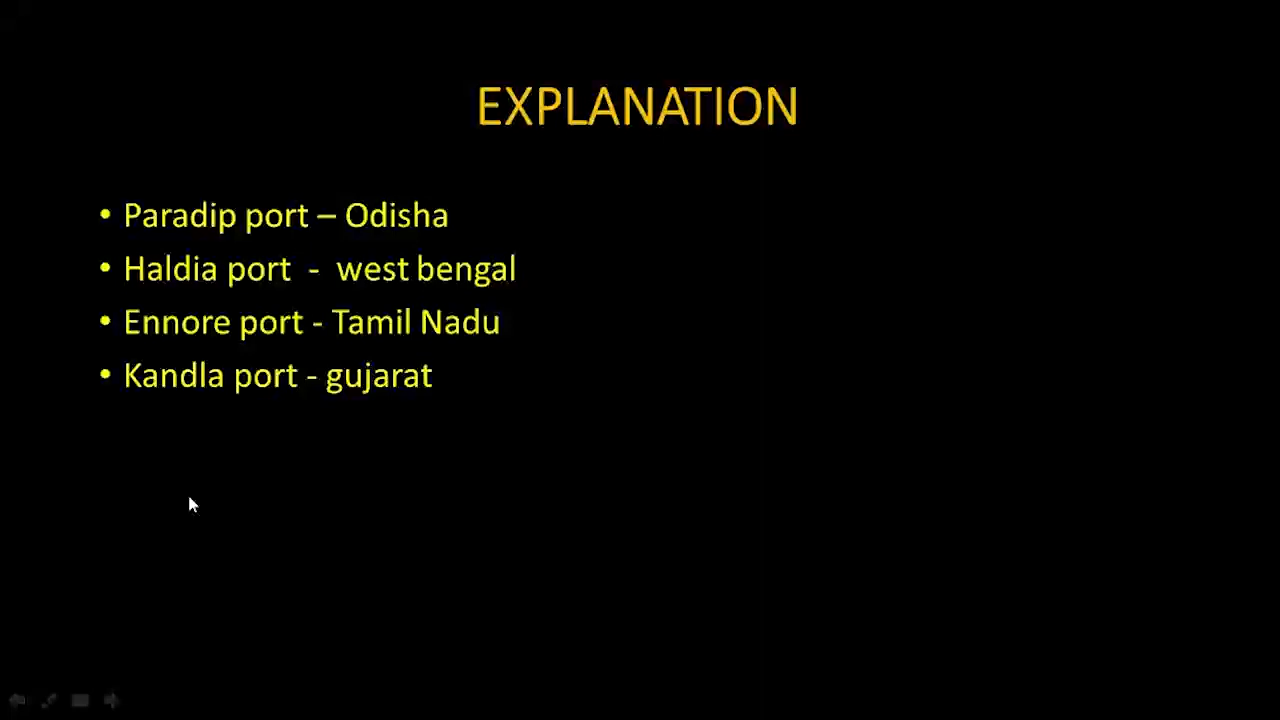 EXPLANATION
• Paradip port – Odisha
• Haldia port - west bengal
• Ennore port - Tamil Nadu
• Kandla port - gujarat